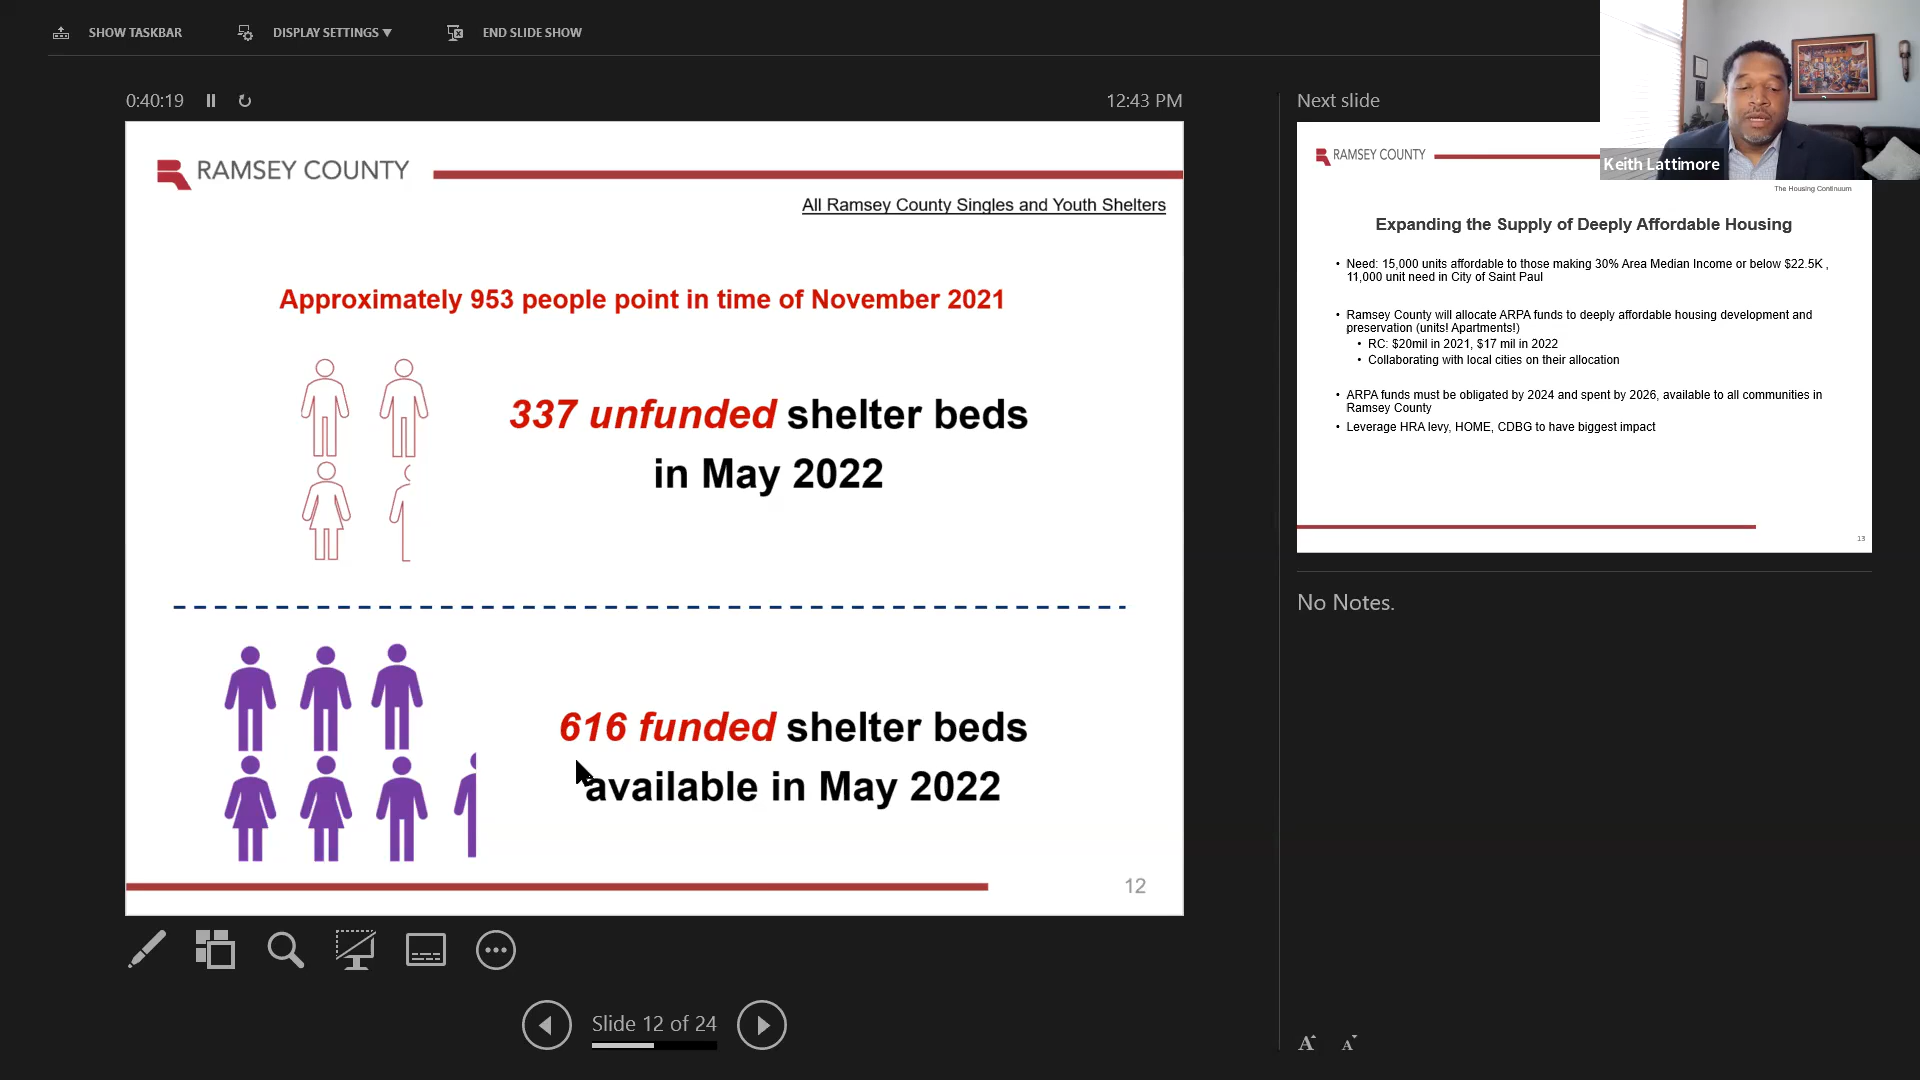 SHOW TASKBAR
DISPLAY SETTINGS ▼
END SLIDE SHOW
0:40:19
12:43 PM
RAMSEY COUNTY
All Ramsey County Singles and Youth Shelters
Approximately 953 people point in time of November 2021
337 unfunded shelter beds
in May 2022
616 funded shelter beds
available in May 2022
12
Slide 12 of 24
Next slide
Keith Lattimore
RAMSEY COUNTY
The Housing Continuum
Expanding the Supply of Deeply Affordable Housing
• Need: 15,000 units affordable to those making 30% Area Median Income or below $22.5K ,
11,000 unit need in City of Saint Paul
• Ramsey County will allocate ARPA funds to deeply affordable housing development and
preservation (units! Apartments!)
• RC: $20mil in 2021, $17 mil in 2022
• Collaborating with local cities on their allocation
• ARPA funds must be obligated by 2024 and spent by 2026, available to all communities in
Ramsey County
• Leverage HRA levy, HOME, CDBG to have biggest impact
13
No Notes.
A A